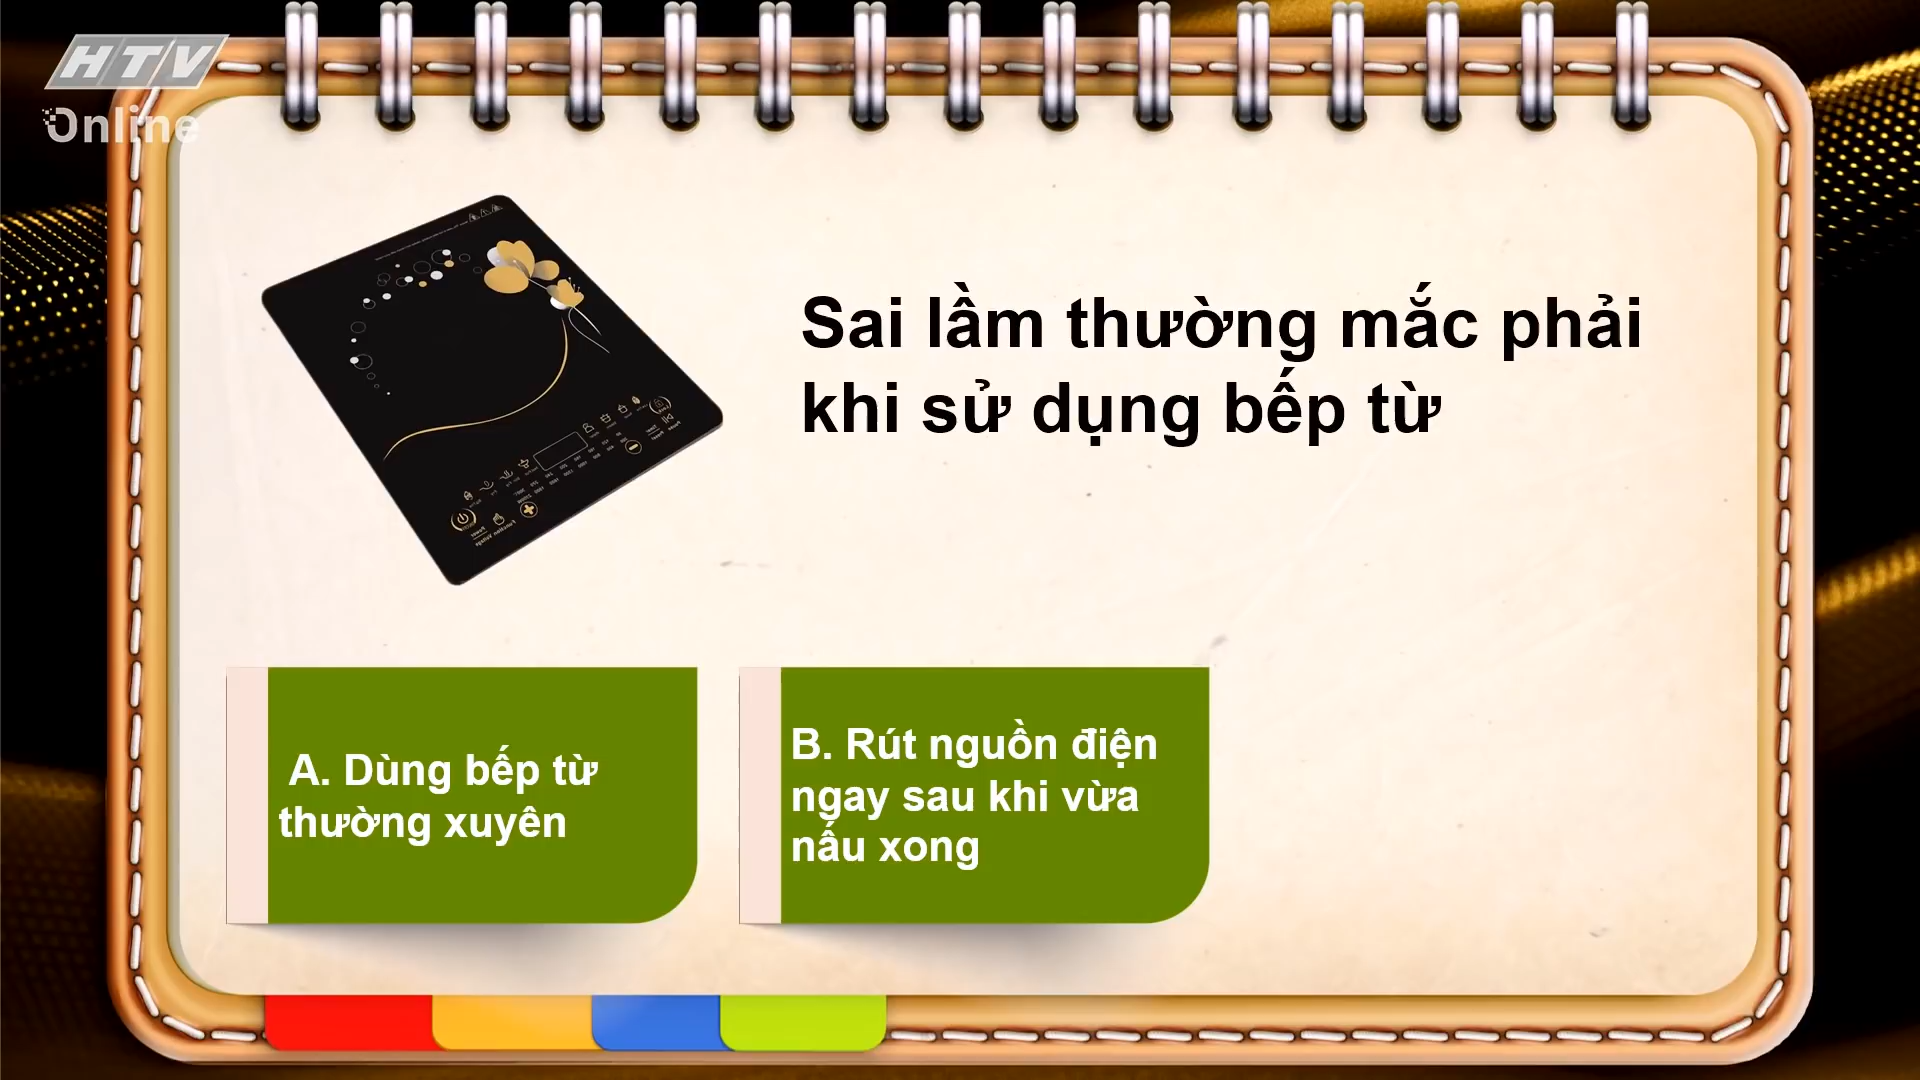 HTV
Online
Sai lầm thường mắc phải
khi sử dụng bếp từ
A. Dùng bếp từ
thường xuyên
B. Rút nguồn điện
ngay sau khi vừa
nấu xong